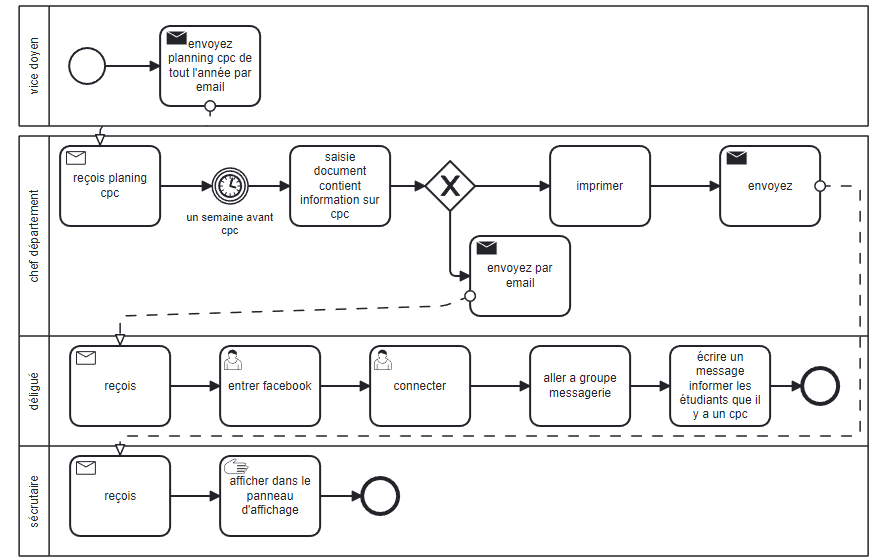 vice doyen
envoyez
planning cpc de
tout l'année par
email
chef département
reçois planing
cpc
un semaine avant
cpc
saisie
document
contient
information sur
cpc
imprimer
envoyez
envoyez par
email
déligué
reçois
entrer facebook
connecter
aller a groupe
messagerie
écrire un
message
informer les
étudiants que il
y a un cpc
sécrutaire
reçois
afficher dans le
panneau
d'affichage